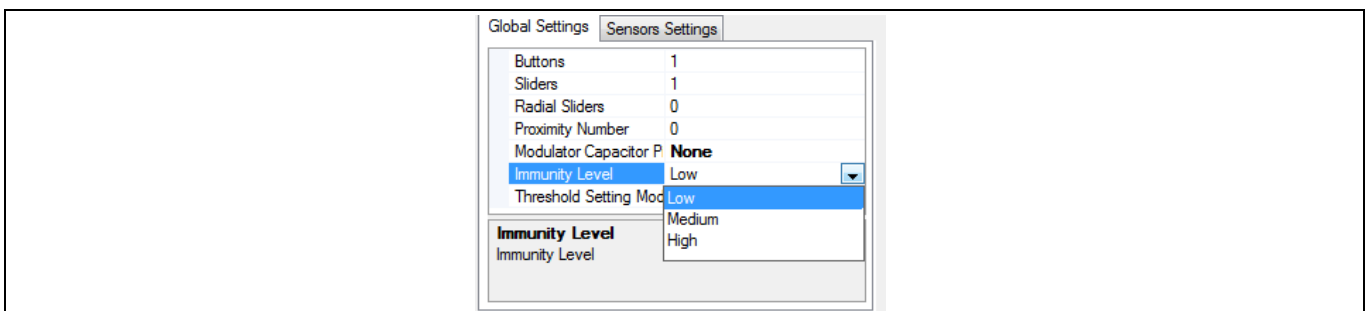 Global Settings Sensors Settings
Buttons 1
Sliders 1
Radial Sliders 0
Proximity Number 0
Modulator Capacitor P None
Immunity Level Low
Threshold Setting Mod Low
Medium
Immunity Level High
Immunity Level